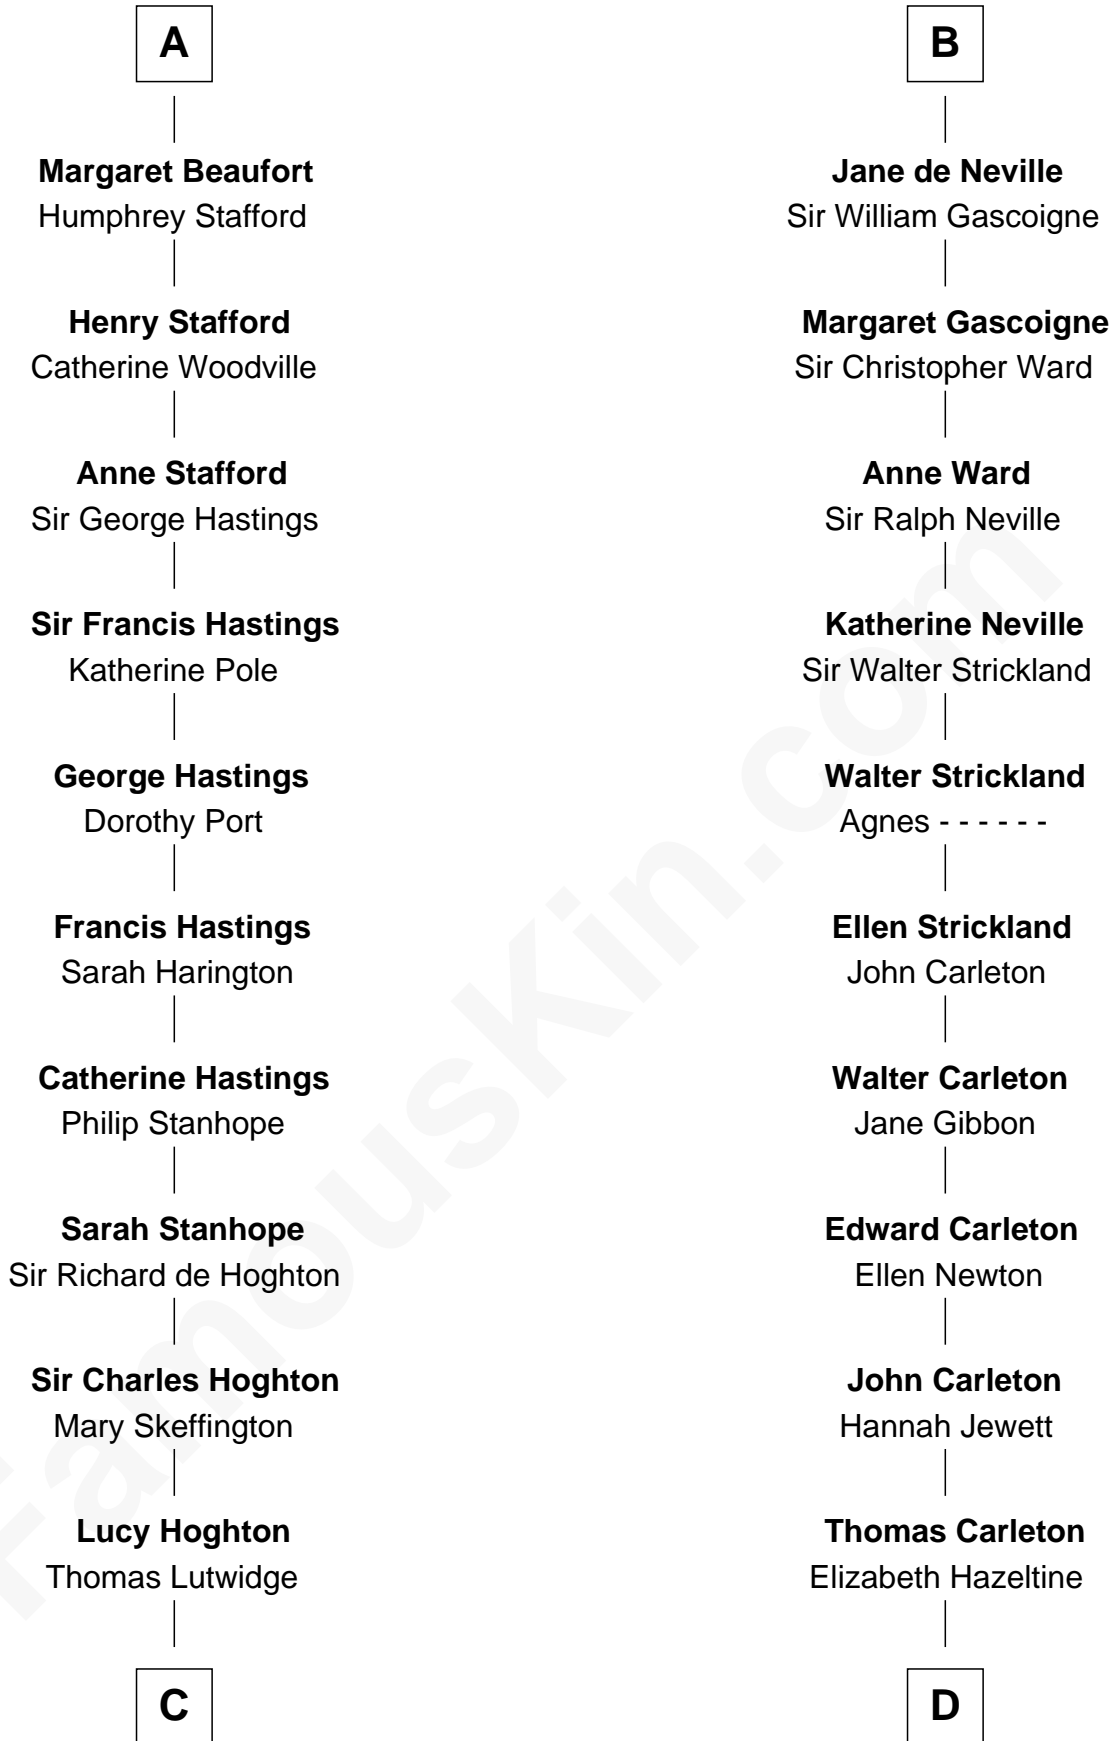 A
Margaret Beaufort
Humphrey Stafford
Henry Stafford
Catherine Woodville
Anne Stafford
Sir George Hastings
Sir Francis Hastings
Katherine Pole
George Hastings
Dorothy Port
Francis Hastings
Sarah Harington
Catherine Hastings
Philip Stanhope
Sarah Stanhope
Sir Richard de Hoghton
Sir Charles Hoghton
Mary Skeffington
Lucy Hoghton
Thomas Lutwidge
C
B
Jane de Neville
Sir William Gascoigne
Margaret Gascoigne
Sir Christopher Ward
Anne Ward
Sir Ralph Neville
Katherine Neville
Sir Walter Strickland
Walter Strickland
Agnes - - - - - -
Ellen Strickland
John Carleton
Walter Carleton
Jane Gibbon
Edward Carleton
Ellen Newton
John Carleton
Hannah Jewett
Thomas Carleton
Elizabeth Hazeltine
D
FamousKin.com